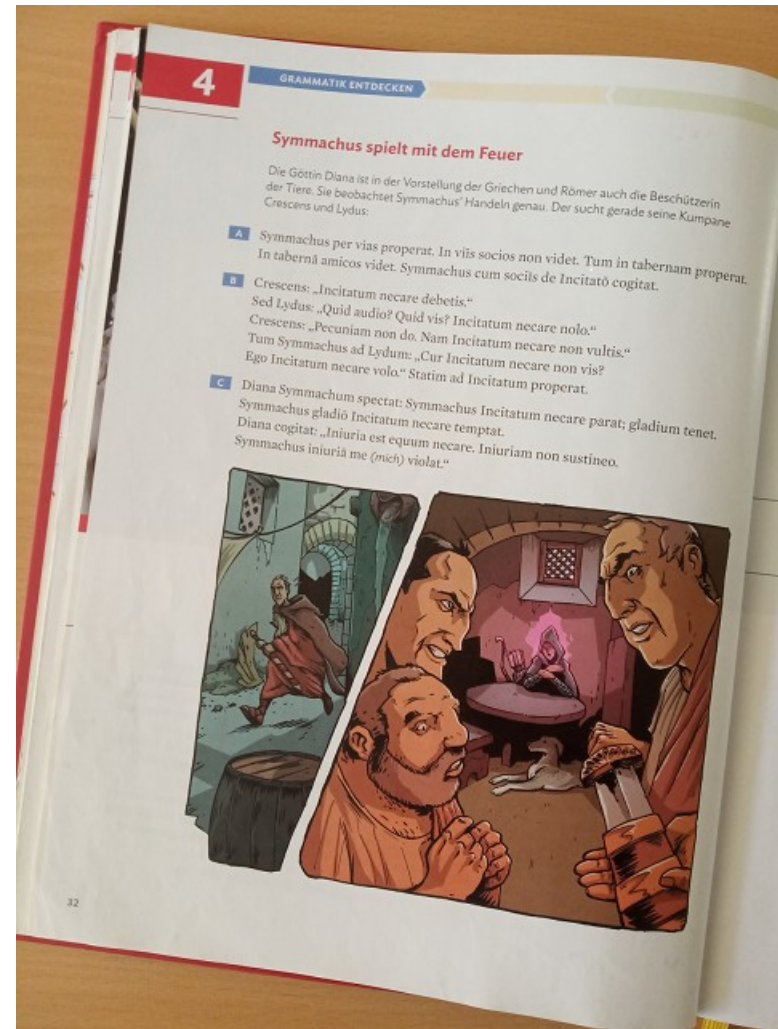 4
GRAMMATIK ENTDECKEN
Symmachus spielt mit dem Feuer
Die Göttin Diana ist in der Vorstellung der Griechen und Römer auch die Beschützerin
der Tiere. Sie beobachtet Symmachus' Handeln genau. Der sucht gerade seine Kumpane
Crescens und Lydus:
A Symmachus per vias properat. In viīs socios non videt. Tum in tabernam properat.
In tabernā amicos videt. Symmachus cum sociīs de Incitatō cogitat.
B Crescens: „Incitatum necare debetis.“
Sed Lydus: „Quid audio? Quid vis? Incitatum necare nolo.“
Crescens: „Pecuniam non do. Nam Incitatum necare non vultis.“
Tum Symmachus ad Lydum: „Cur Incitatum necare non vis?
Ego Incitatum necare volo.“ Statim ad Incitatum properat.
C Diana Symmachum spectat: Symmachus Incitatum necare parat; gladium tenet.
Symmachus gladiō Incitatum necare temptat.
Diana cogitat: „Iniuria est equum necare. Iniuriam non sustineo.
Symmachus iniuriā me (mich) violat.“
32